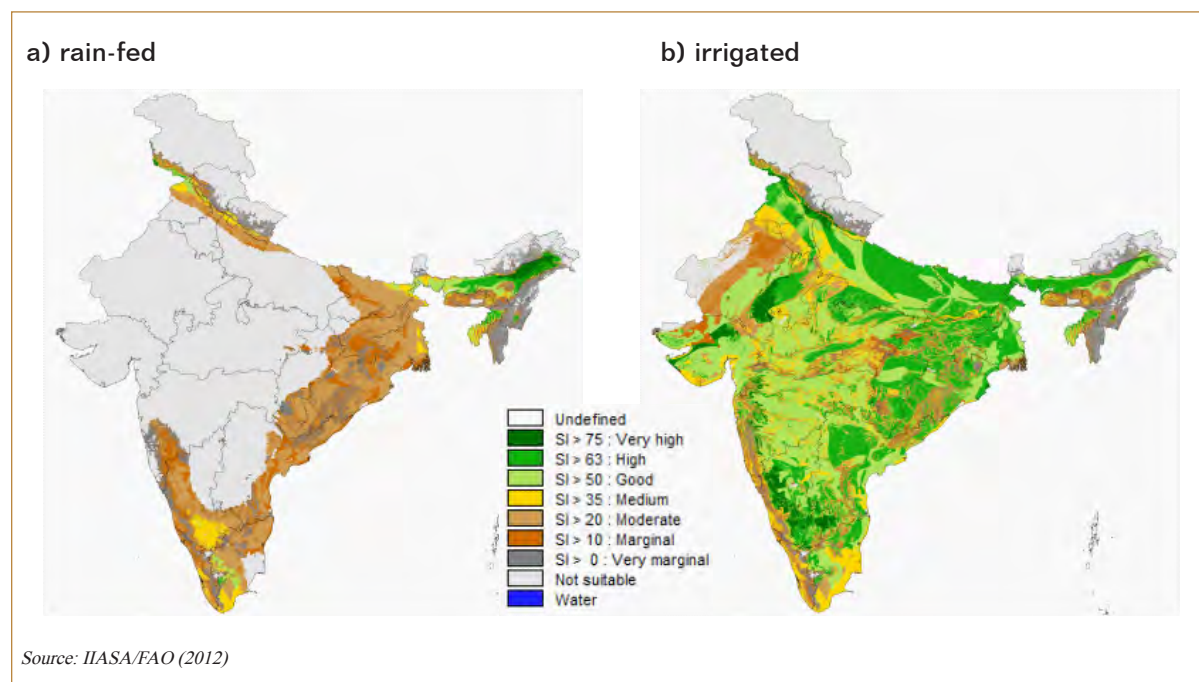 a) rain-fed
b) irrigated
Undefined
SI > 75 : Very high
SI > 63 : High
SI > 50 : Good
SI > 35 : Medium
SI > 20 : Moderate
SI > 10 : Marginal
SI > 0 : Very marginal
Not suitable
Water
Source: IIASA/FAO (2012)